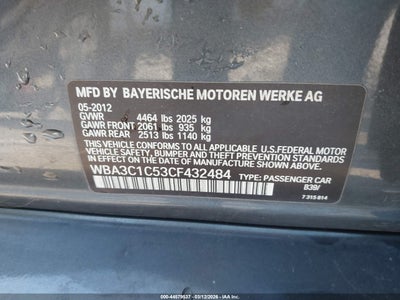 MFD BY BAYERISCHE MOTOREN WERKE AG
05-2012
GVWR 4464 lbs 2025 kg
GAWR FRONT 2061 lbs 935 kg
GAWR REAR 2513 lbs 1140 kg
THIS VEHICLE CONFORMS TO ALL
APPLICABLE U.S.FEDERAL MOTOR
VEHICLE SAFETY, BUMPER AND THEFT
PREVENTION STANDARDS IN EFFECT ON THE
DATE OF MANUFACTURE SHOWN ABOVE.
WBA3C1C53CF432484 TYPE: PASSENGER CAR
839/
7 315 814
000-44679537 - 03/12/2026 - IAA Inc.